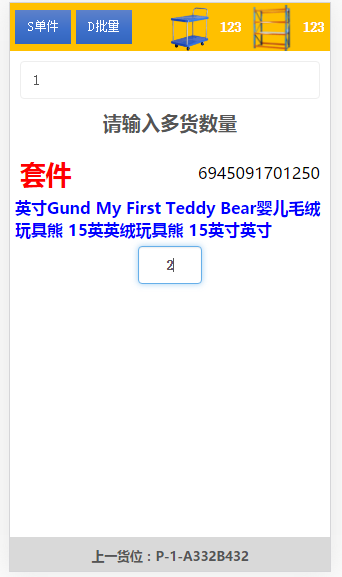 S单件 D批量 123 123
1
请输入多货数量
套件 6945091701250
英寸Gund My First Teddy Bear婴儿毛绒
玩具熊 15英英绒玩具熊 15英寸英寸
2
上一货位：P-1-A332B432